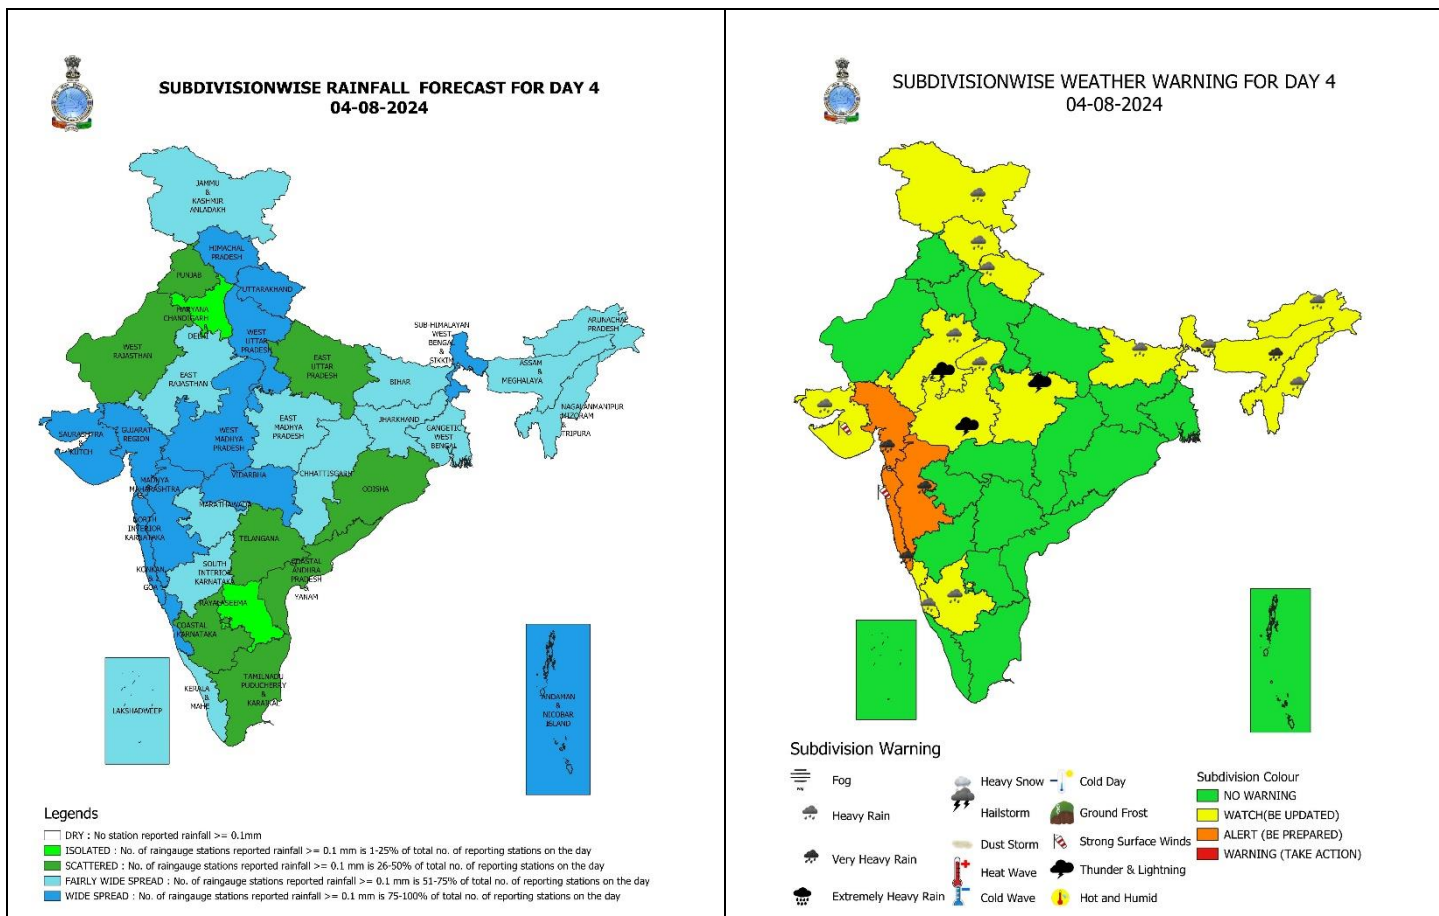 SUBDIVISIONWISE RAINFALL FORECAST FOR DAY 4
04-08-2024
JAMMU
&
KASHMIR
ANLADAKH
HIMACHAL
PRADESH
PUNJAB
UTTARAKHAND
HARYANA
CHANDIGARH
&
DELHI
WEST
UTTAR
PRADESH
WEST
RAJASTHAN
EAST
UTTAR
PRADESH
SUB-HIMALAYAN
WEST
BENGAL
&
SIKKIM
ARUNACHAL
PRADESH
ASSAM
&
MEGHALAYA
EAST
RAJASTHAN
BIHAR
NAGALANMANIPUR
MIZORAM
&
TRIPURA
JHARKHAND
GANGETIC
WEST
BENGAL
SAURASHTRA
&
KUTCH
GUJARAT
REGION
WEST
MADHYA
PRADESH
EAST
MADHYA
PRADESH
CHHATTISGARH
VIDARBHA
ODISHA
MADHYA
MAHARASHTRA
MARATHAWADA
NORTH
INTERIOR
KARNATAKA
TELANGANA
KONKAN
&
GOA
SOUTH
INTERIOR
KARNATAKA
COASTAL
ANDHRA
PRADESH
&
YANAM
RAYALASEEMA
COASTAL
KARNATAKA
TAMILNADU
PUDUCHERRY
&
KARAIKAL
KERALA
&
MAHE
LAKSHADWEEP
ANDAMAN
&
NICOBAR
ISLAND
Legends
DRY : No station reported rainfall >= 0.1mm
ISOLATED : No. of raingauge stations reported rainfall >= 0.1 mm is 1-25% of total no. of reporting stations on the day
SCATTERED : No. of raingauge stations reported rainfall >= 0.1 mm is 26-50% of total no. of reporting stations on the day
FAIRLY WIDE SPREAD : No. of raingauge stations reported rainfall >= 0.1 mm is 51-75% of total no. of reporting stations on the day
WIDE SPREAD : No. of raingauge stations reported rainfall >= 0.1 mm is 75-100% of total no. of reporting stations on the day
SUBDIVISIONWISE WEATHER WARNING FOR DAY 4
04-08-2024
Subdivision Warning
Fog
Heavy Rain
Very Heavy Rain
Extremely Heavy Rain
Heavy Snow
Hailstorm
Dust Storm
Heat Wave
Cold Wave
Cold Day
Ground Frost
Strong Surface Winds
Thunder & Lightning
Hot and Humid
Subdivision Colour
NO WARNING
WATCH(BE UPDATED)
ALERT (BE PREPARED)
WARNING (TAKE ACTION)